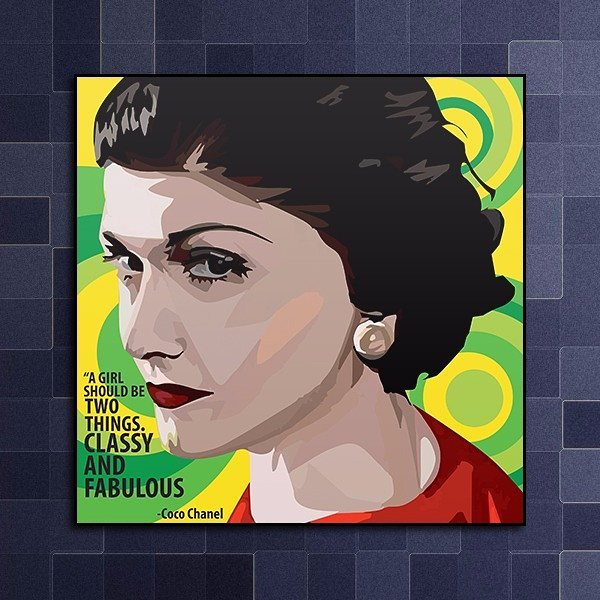 “A GIRL
SHOULD BE
TWO
THINGS.
CLASSY
AND
FABULOUS
-Coco Chanel